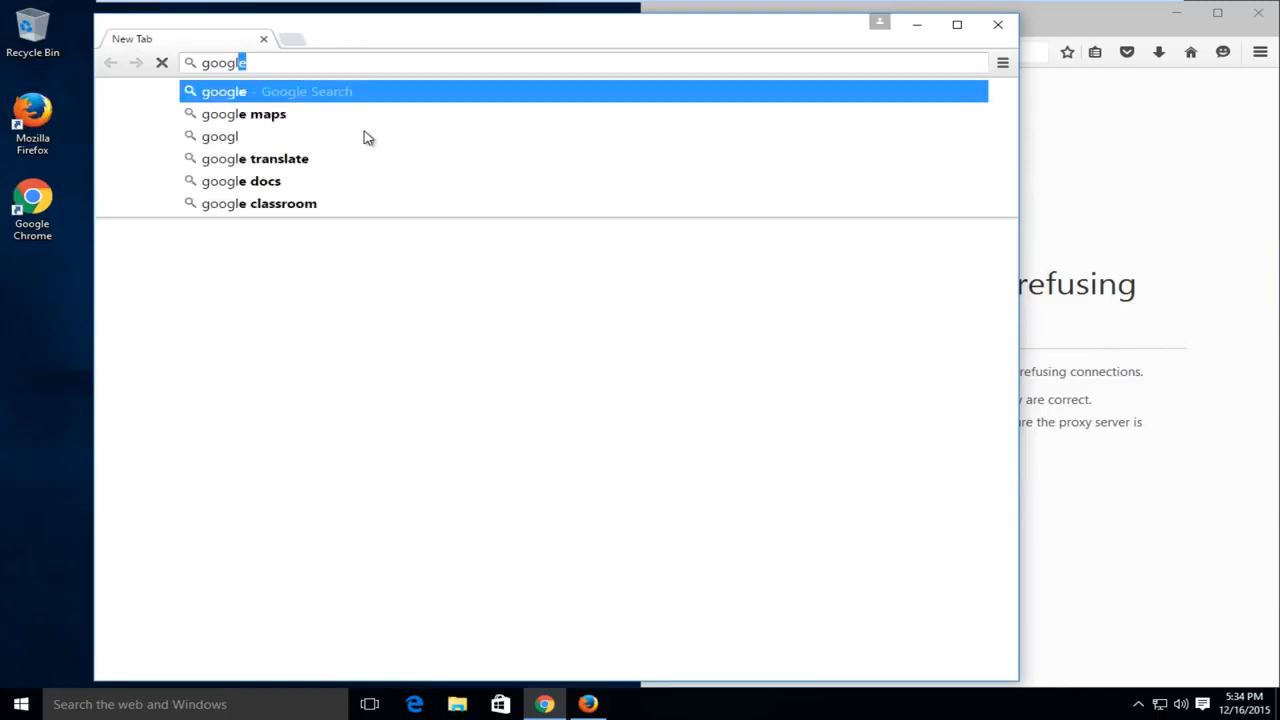 Recycle Bin
Mozilla
Firefox
Google
Chrome
New Tab
google
google - Google Search
google maps
googl
google translate
google docs
google classroom
refusing
refusing connections.
are correct.
the proxy server is
Search the web and Windows
5:34 PM
12/16/2015